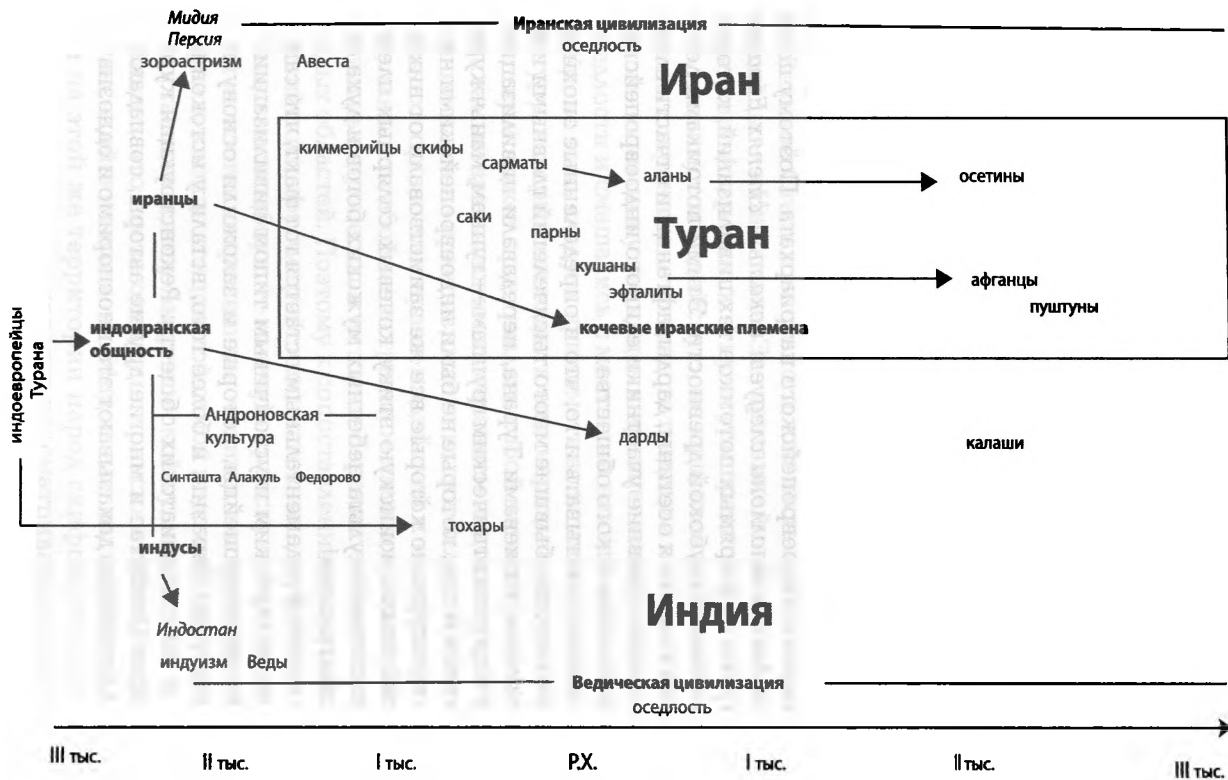 Мидия
Персия
зороастризм
Авеста
Иранская цивилизация
оседлость
Иран
киммерийцы скифы
сарматы
аланы
осетины
иранцы
саки
парны
Туран
кушаны
эфталиты
афганцы
пуштуны
кочевые иранские племена
индоевропейцы
Турана
индоиранская
общность
Андроновская
культура
дарды
калаши
Синташта Алакуль Федорово
тохары
индусы
Индостан
индуизм Веды
Индия
Ведическая цивилизация
оседлость
III тыс.
II тыс.
I тыс.
Р.Х.
I тыс.
II тыс.
III тыс.